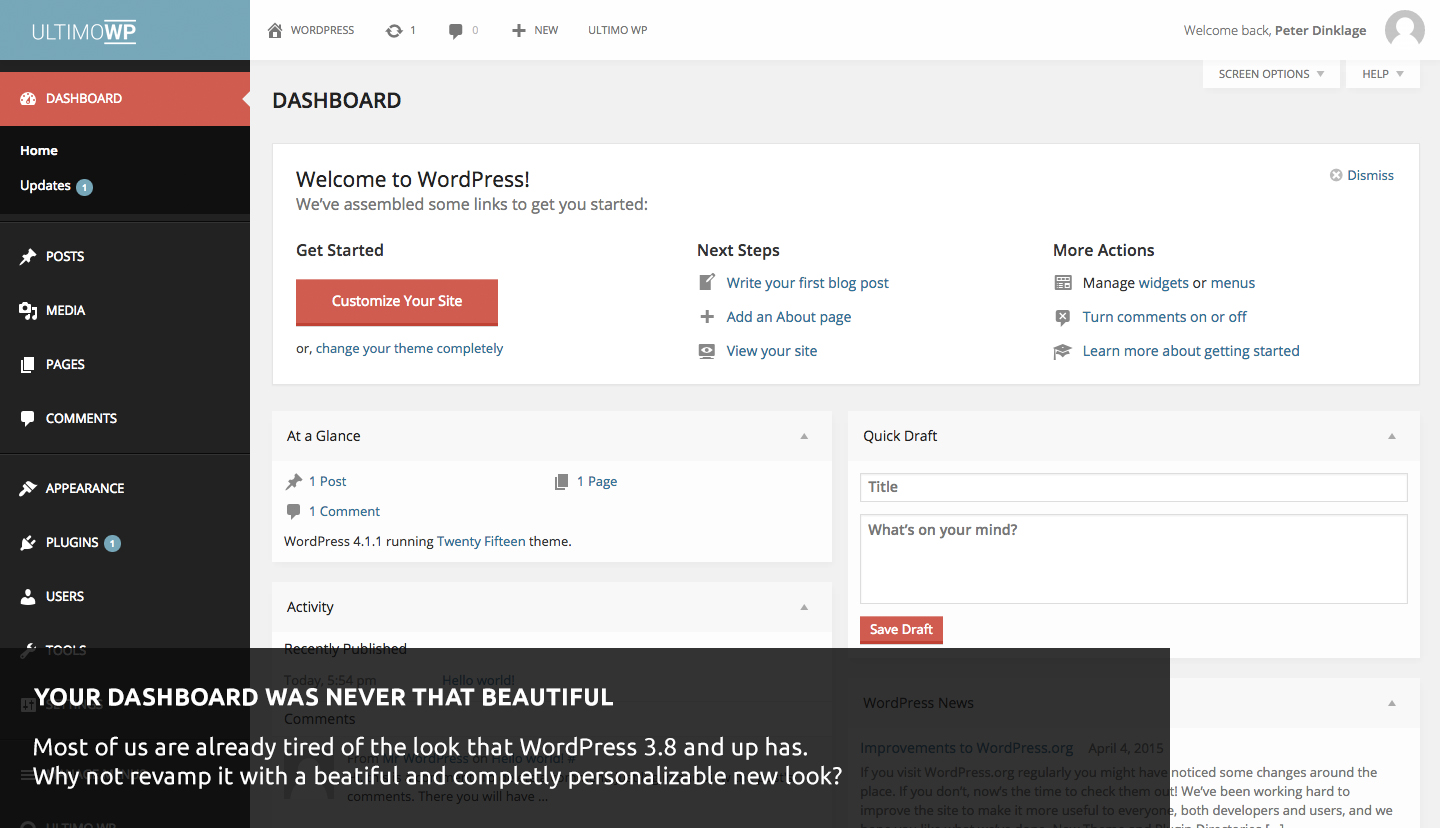 ULTIMOWP
WORDPRESS 1 0 NEW ULTIMO WP
Welcome back, Peter Dinklage
SCREEN OPTIONS HELP
DASHBOARD
Home
Updates 1
POSTS
MEDIA
PAGES
COMMENTS
APPEARANCE
PLUGINS 1
USERS
TOOLS
SETTINGS
ULTIMO WP
DASHBOARD
Welcome to WordPress!
Dismiss
We've assembled some links to get you started:
Get Started
Customize Your Site
or, change your theme completely
Next Steps
Write your first blog post
Add an About page
View your site
More Actions
Manage widgets or menus
Turn comments on or off
Learn more about getting started
At a Glance
1 Post
1 Page
1 Comment
WordPress 4.1.1 running Twenty Fifteen theme.
Activity
Recently Published
Today, 5:54 pm Hello world!
Comments
From Mr WordPress on Hello world! #
comments. There you will have ...
Quick Draft
Title
What's on your mind?
Save Draft
WordPress News
Improvements to WordPress.org April 4, 2015
If you visit WordPress.org regularly you might have noticed some changes around the
place. If you don't, now's the time to check them out! We've been working hard to
improve the site to make it more useful to everyone, both developers and users, and we
YOUR DASHBOARD WAS NEVER THAT BEAUTIFUL
Most of us are already tired of the look that WordPress 3.8 and up has.
Why not revamp it with a beatiful and completly personalizable new look?